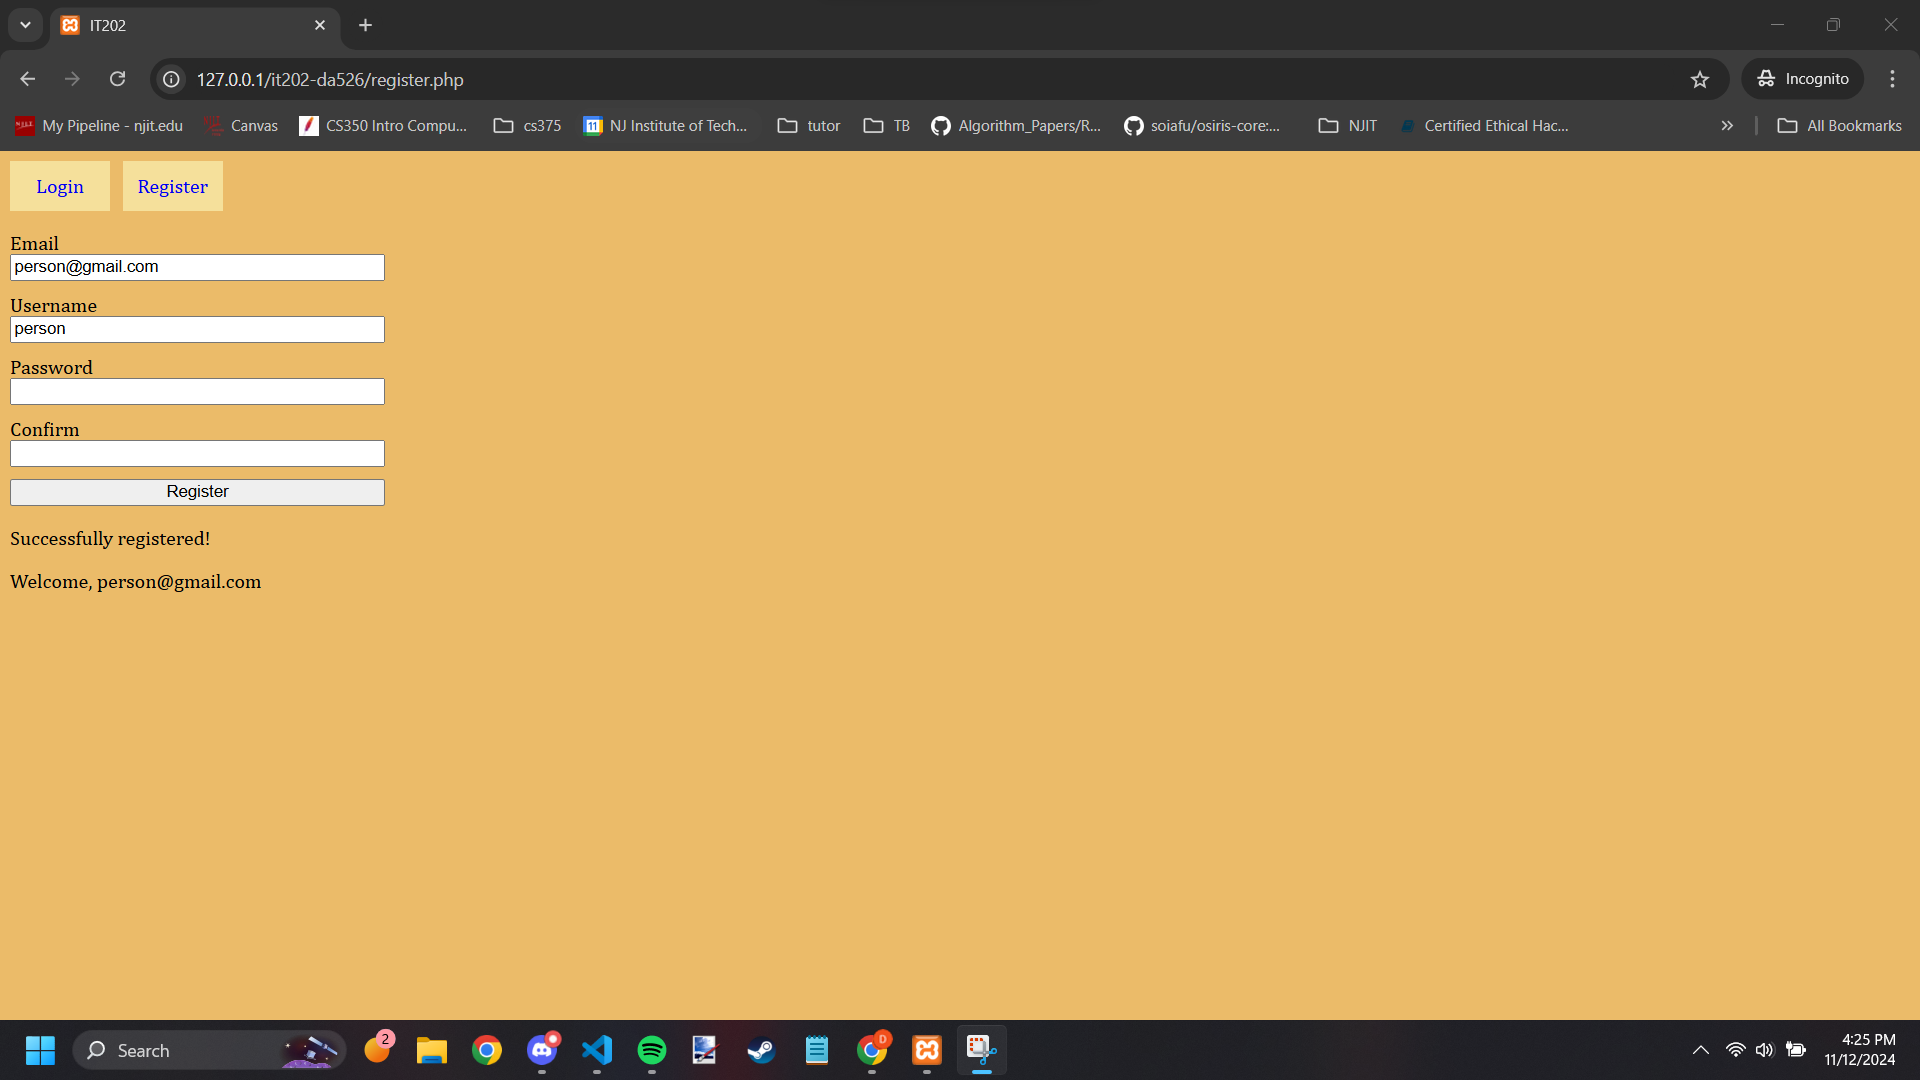 IT202
127.0.0.1/it202-da526/register.php
Incognito
My Pipeline - njit.edu
Canvas
CS350 Intro Compu...
cs375
11
NJ Institute of Tech...
tutor
TB
Algorithm_Papers/R...
soiafu/osiris-core:...
NJIT
Certified Ethical Hac...
All Bookmarks
Login
Register
Email
person@gmail.com
Username
person
Password
Confirm
Register
Successfully registered!
Welcome, person@gmail.com
Search
2
D
4:25 PM
11/12/2024